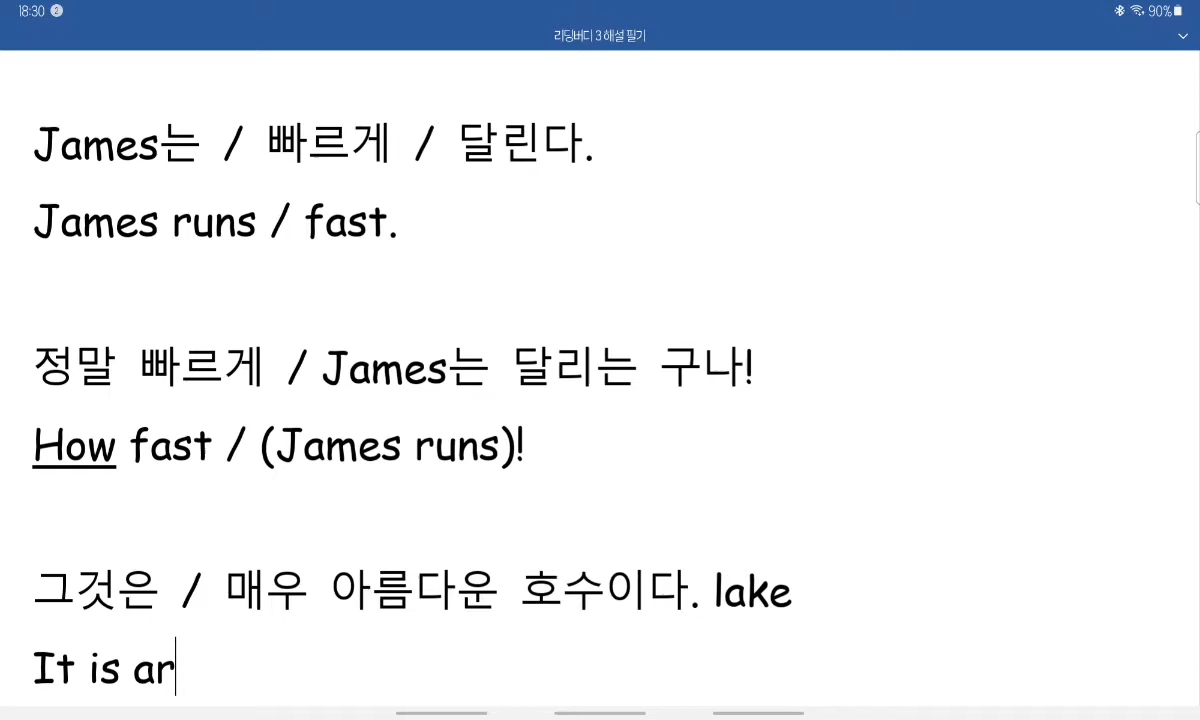 18:30 2 90%
리딩버디 3 해설 필기
James는 / 빠르게 / 달린다.
James runs / fast.
정말 빠르게 / James는 달리는 구나!
How fast / (James runs)!
그것은 / 매우 아름다운 호수이다. lake
It is ar